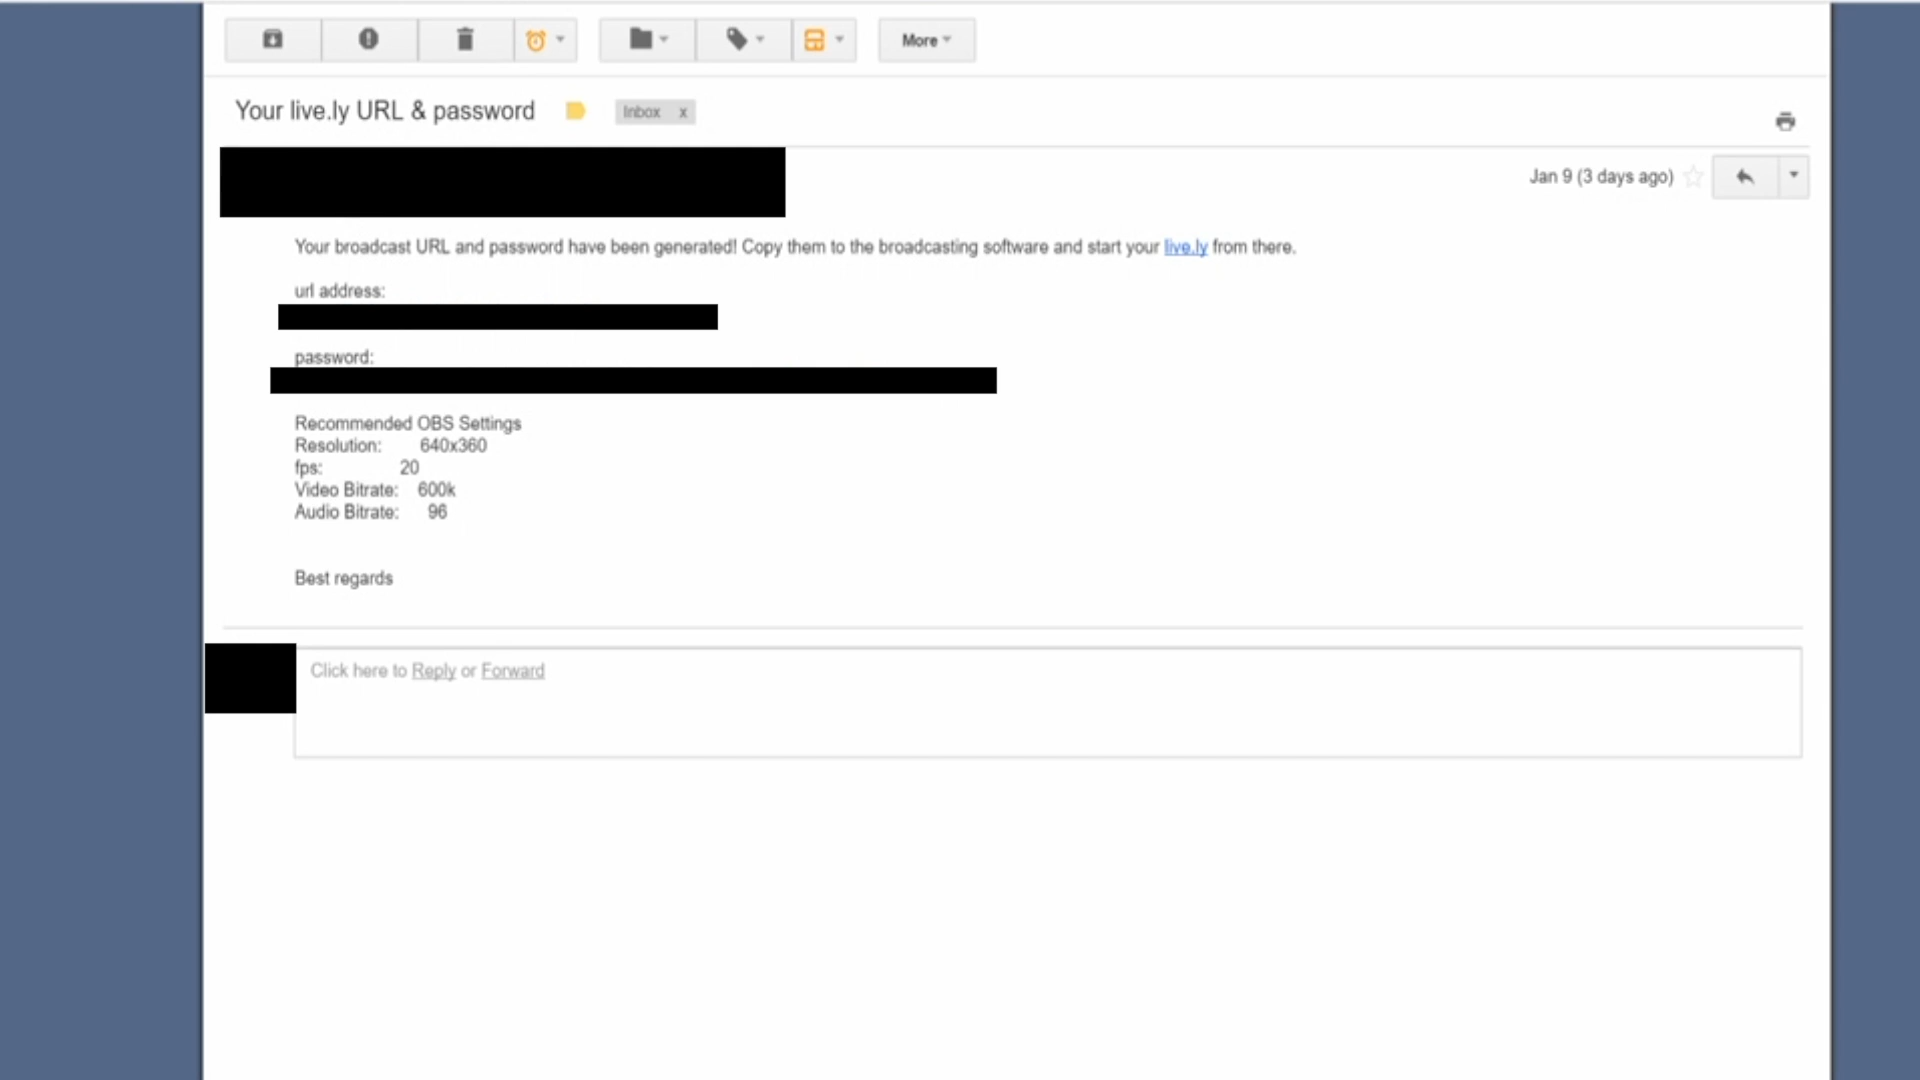 More
Your live.ly URL & password
Inbox x
Jan 9 (3 days ago)
Your broadcast URL and password have been generated! Copy them to the broadcasting software and start your live.ly from there.
url address:
password:
Recommended OBS Settings
Resolution: 640x360
fps: 20
Video Bitrate: 600k
Audio Bitrate: 96
Best regards
Click here to Reply or Forward